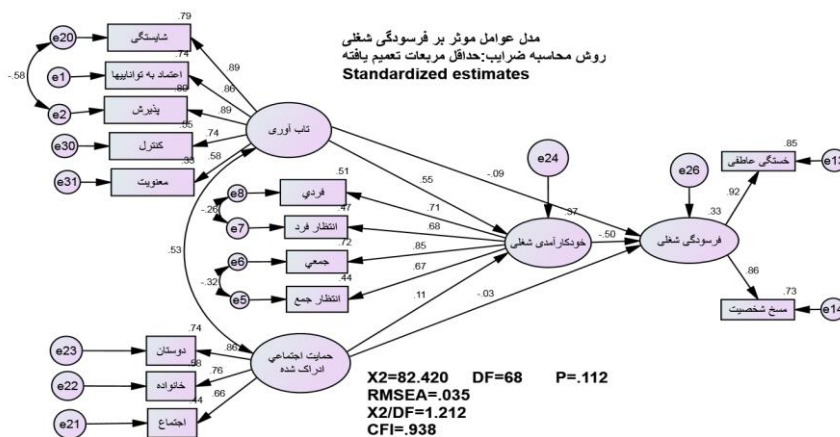 مدل عوامل موثر بر فرسودگی شغلی
روش محاسبه ضرایب:حداقل مربعات تعمیم یافته
Standardized estimates
e20
شایستگی
.79
.89
-.58
e1
اعتماد به تواناییها
.74
.86
e2
پذیرش
.89
e30
کنترل
.55
.74
e31
معنویت
.33
.58
تاب آوری
.53
.55
-.09
e8
فردي
.51
.71
-.26
e7
انتظار فرد
.47
.68
e6
جمعي
.72
.85
-.32
e5
انتظار جمع
.44
.67
e24
خودکارآمدی شغلی
.37
-.50
e26
فرسودگی شغلی
.33
خستگی عاطفی
.85
e13
.92
مسخ شخصیت
.73
e14
.86
.11
-.03
e23
دوستان
.74
.86
e22
خانواده
.58
.76
e21
اجتماع
.44
.66
حمایت اجتماعي
ادراک شده
X2=82.420 DF=68 P=.112
RMSEA=.035
X2/DF=1.212
CFI=.938